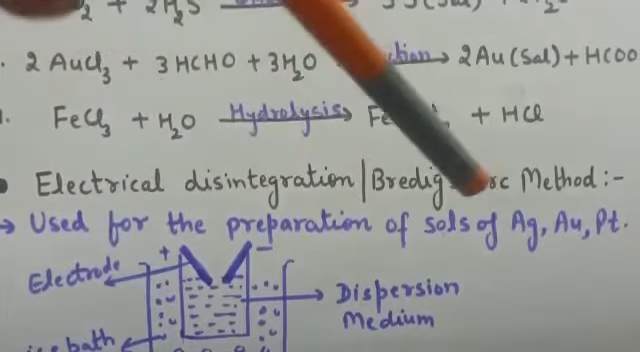 2 AuCl₃ + 3 HCHO + 3H₂O → 2Au(Sol) + HCOO
FeCl₃ + H₂O Hydrolysis → + HCl
Electrical disintegration | Bredig Method :-
→ Used for the preparation of sols of Ag, Au, Pt.
+ −
Electrode
Dispersion
Medium
ice bath